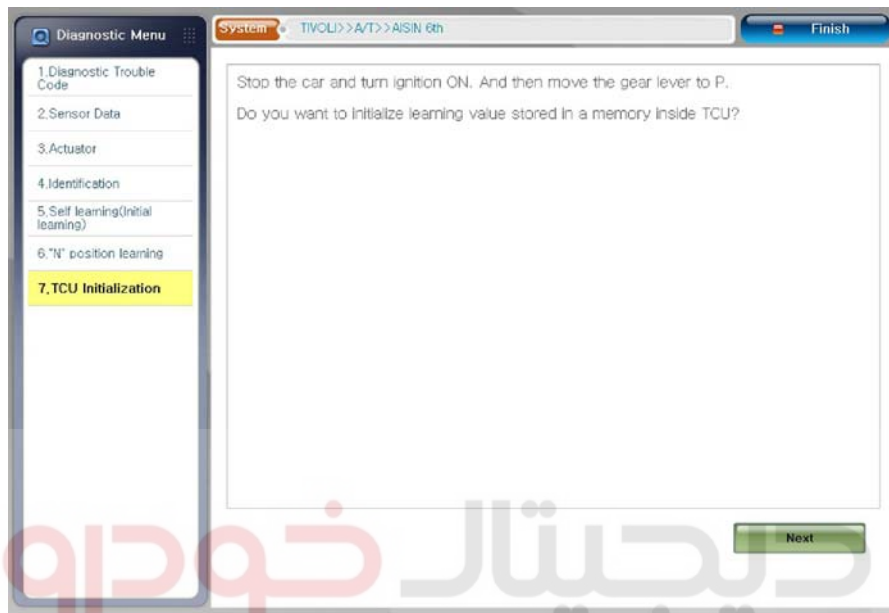 Diagnostic Menu
System
TIVOLI>>A/T>>AISIN 6th
Finish
1.Diagnostic Trouble
Code
2.Sensor Data
3.Actuator
4.Identification
5.Self learning(Initial
learning)
6."N" position learning
7.TCU Initialization
Stop the car and turn ignition ON. And then move the gear lever to P.
Do you want to initialize learning value stored in a memory inside TCU?
Next
دیجیتال خودرو